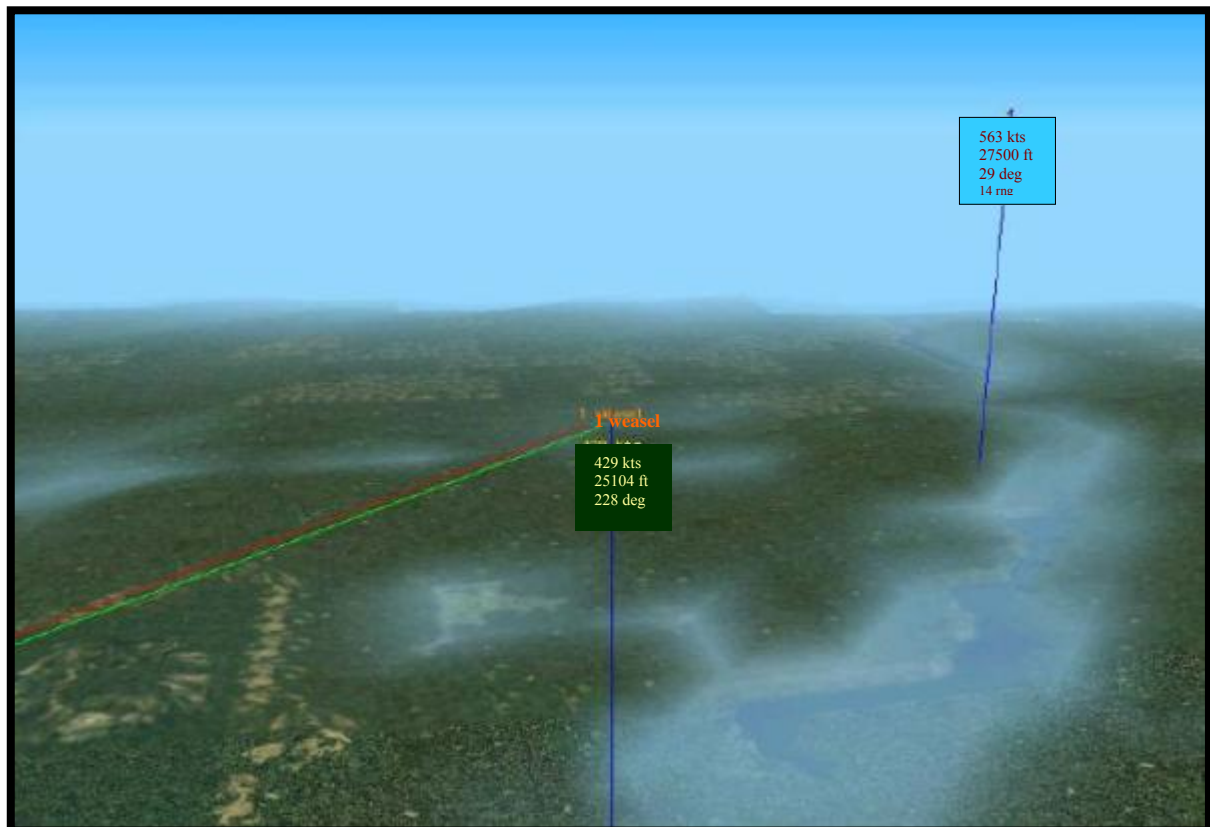 563 kts
27500 ft
29 deg
14 rng
1 weasel
429 kts
25104 ft
228 deg